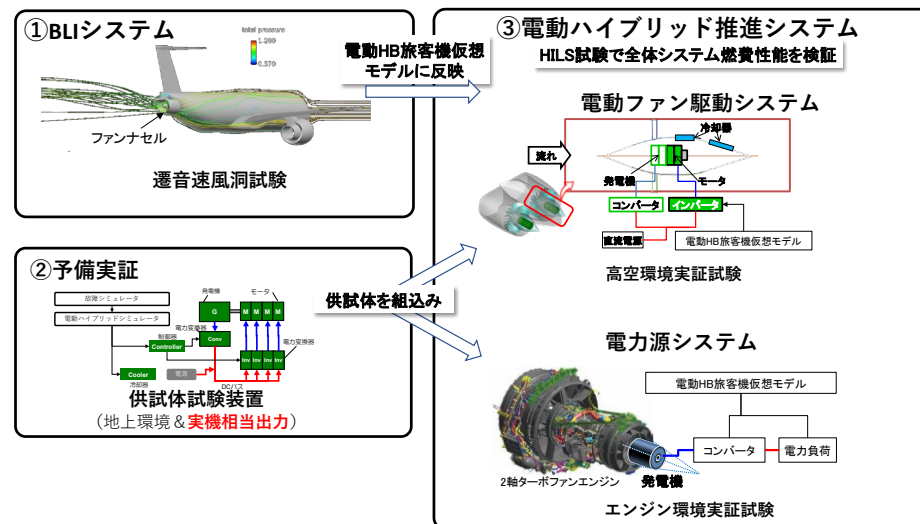 ①BLIシステム
total pressure
1.200
0.570
ファンナセル
遷音速風洞試験
電動HB旅客機仮想
モデルに反映
②予備実証
故障シミュレータ
電動ハイブリッドシミュレータ
発電機
モータ
G
M M M M
電力変換器
制御器
Controller
Conv
電力変換器
Inv Inv Inv Inv
Cooler
冷却器
電源
DCバス
供試体試験装置
(地上環境&実機相当出力)
供試体を組込み
③電動ハイブリッド推進システム
HILS試験で全体システム燃費性能を検証
電動ファン駆動システム
冷却器
流れ
発電機
モータ
コンバータ
インバータ
直流電源
電動HB旅客機仮想モデル
高空環境実証試験
電力源システム
電動HB旅客機仮想モデル
コンバータ
電力負荷
発電機
2軸ターボファンエンジン
エンジン環境実証試験